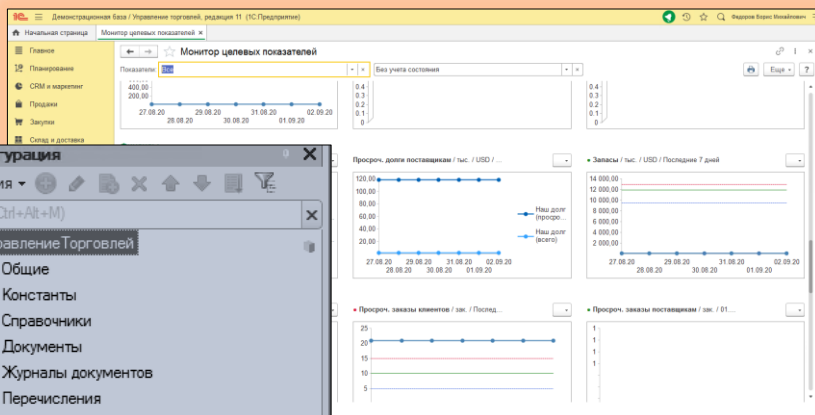 1С Демонстрационная база / Управление торговлей, редакция 11 (1С:Предприятие)
Федоров Борис Михайлович
Начальная страница Монитор целевых показателей ×
Главное
Планирование
CRM и маркетинг
Продажи
Закупки
Склад и доставка
Монитор целевых показателей
Показатели: Все Без учета состояния Еще ?
400,00
200,00
27.08.20 29.08.20 31.08.20 02.09.20
28.08.20 30.08.20 01.09.20
0.4
0.3
0.2
0.1
0
0.4
0.3
0.2
0.1
0
Просроч. долги поставщикам / тыс. / USD / ...
120,00
100,00
80,00
60,00
40,00
20,00
Наш долг
(просро...
Наш долг
(всего)
27.08.20 29.08.20 31.08.20 02.09.20
28.08.20 30.08.20 01.09.20
Запасы / тыс. / USD / Последние 7 дней
14 000,00
12 000,00
10 000,00
8 000,00
6 000,00
4 000,00
2 000,00
27.08.20 29.08.20 31.08.20 02.09.20
28.08.20 30.08.20 01.09.20
Просроч. заказы клиентов / зак. / Послед...
25
20
15
10
5
Просроч. заказы поставщикам / зак. / 01....
1
1
1
1
гурация
ия
Ctrl+Alt+M)
равлениеТорговлей
Общие
Константы
Справочники
Документы
Журналы документов
Перечисления